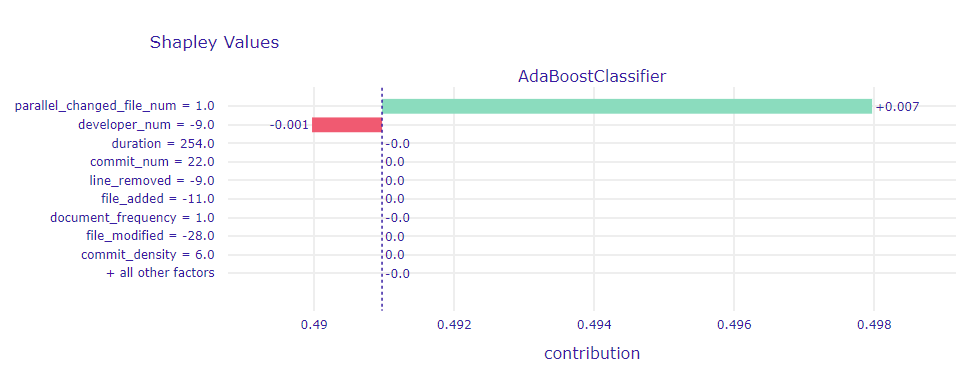 Shapley Values
AdaBoostClassifier
parallel_changed_file_num = 1.0 +0.007
developer_num = -9.0 -0.001
duration = 254.0 -0.0
commit_num = 22.0 0.0
line_removed = -9.0 0.0
file_added = -11.0 0.0
document_frequency = 1.0 -0.0
file_modified = -28.0 0.0
commit_density = 6.0 0.0
+ all other factors -0.0
0.49 0.492 0.494 0.496 0.498
contribution